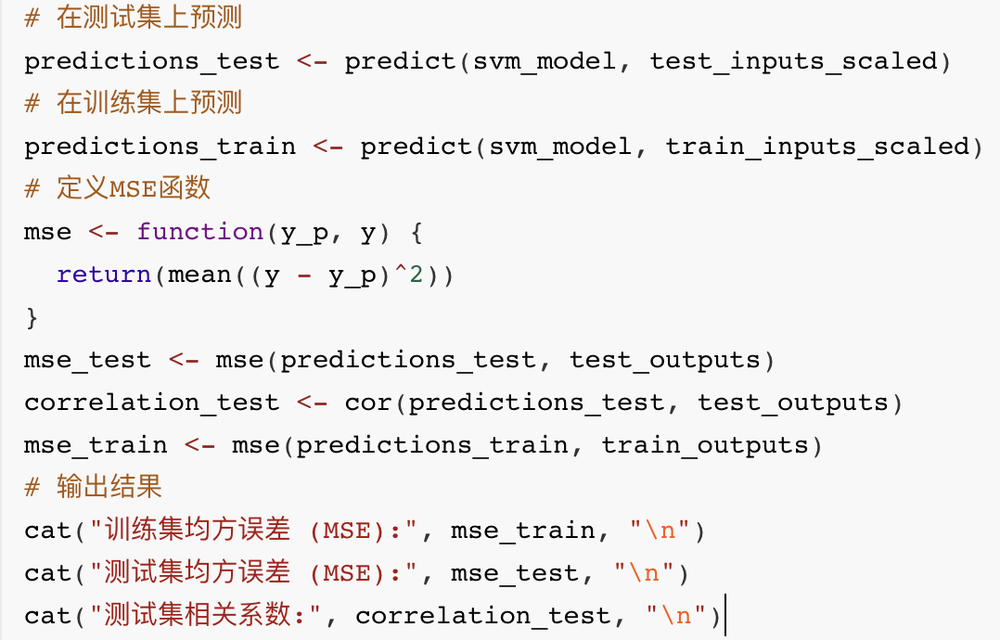 # 在测试集上预测
predictions_test <- predict(svm_model, test_inputs_scaled)
# 在训练集上预测
predictions_train <- predict(svm_model, train_inputs_scaled)
# 定义MSE函数
mse <- function(y_p, y) {
  return(mean((y - y_p)^2))
}
mse_test <- mse(predictions_test, test_outputs)
correlation_test <- cor(predictions_test, test_outputs)
mse_train <- mse(predictions_train, train_outputs)
# 输出结果
cat("训练集均方误差 (MSE):", mse_train, "\n")
cat("测试集均方误差 (MSE):", mse_test, "\n")
cat("测试集相关系数:", correlation_test, "\n")